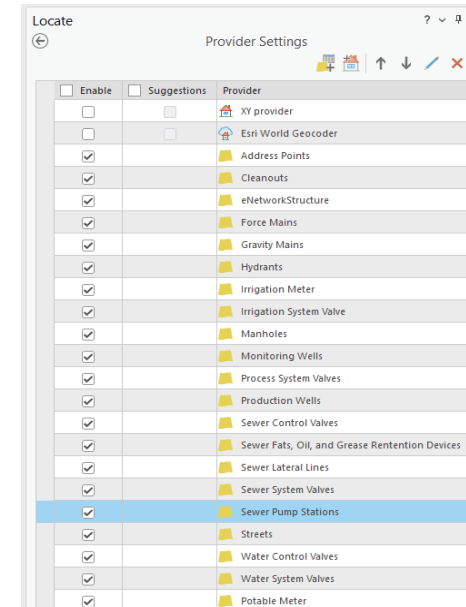 Locate
?
Provider Settings
Enable Suggestions Provider
XY provider
Esri World Geocoder
Address Points
Cleanouts
eNetworkStructure
Force Mains
Gravity Mains
Hydrants
Irrigation Meter
Irrigation System Valve
Manholes
Monitoring Wells
Process System Valves
Production Wells
Sewer Control Valves
Sewer Fats, Oil, and Grease Rentention Devices
Sewer Lateral Lines
Sewer System Valves
Sewer Pump Stations
Streets
Water Control Valves
Water System Valves
Potable Meter